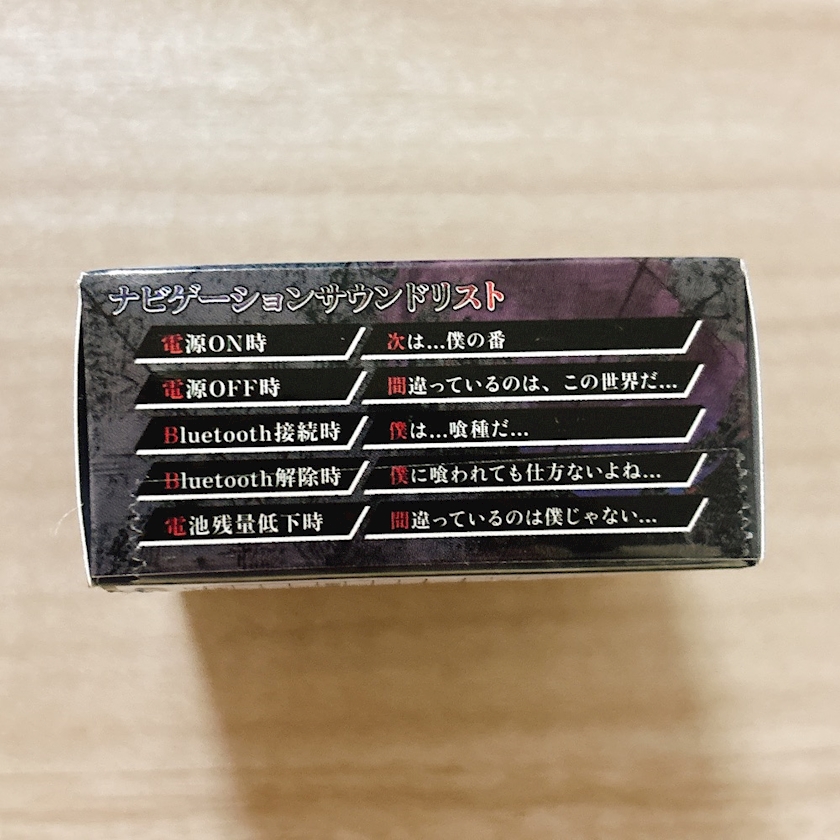 ナビゲーションサウンドリスト
電源ON時 次は…僕の番
電源OFF時 間違っているのは、この世界だ…
Bluetooth接続時 僕は…喰種だ…
Bluetooth解除時 僕に喰われても仕方ないよね…
電池残量低下時 間違っているのは僕じゃない…